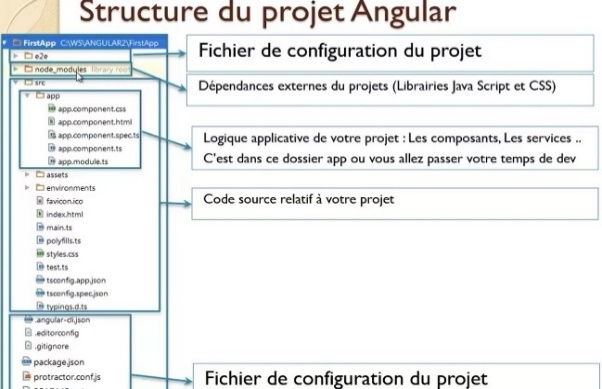 Structure du projet Angular
FirstApp C:\WS\ANGULAR2\FirstApp
e2e
node_modules library root
src
app
app.component.css
app.component.html
app.component.spec.ts
app.component.ts
app.module.ts
assets
environments
favicon.ico
index.html
main.ts
polyfills.ts
styles.css
test.ts
tsconfig.app.json
tsconfig.spec.json
typings.d.ts
.angular-cli.json
.editorconfig
.gitignore
package.json
protractor.conf.js
Fichier de configuration du projet
Dépendances externes du projets (Librairies Java Script et CSS)
Logique applicative de votre projet : Les composants, Les services ..
C'est dans ce dossier app ou vous allez passer votre temps de dev
Code source relatif à votre projet
Fichier de configuration du projet